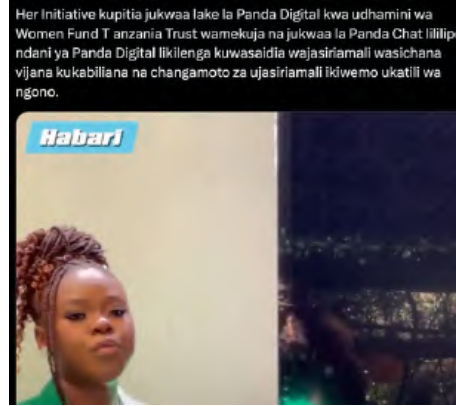 Her Initiative kupitia jukwaa lake la Panda Digital kwa udhamini wa
Women Fund T anzania Trust wamekuja na jukwaa la Panda Chat lililipo
ndani ya Panda Digital likilenga kuwasaidia wajasiriamali wasichana
vijana kukabiliana na changamoto za ujasiriamali ikiwemo ukatili wa
ngono.
Habari